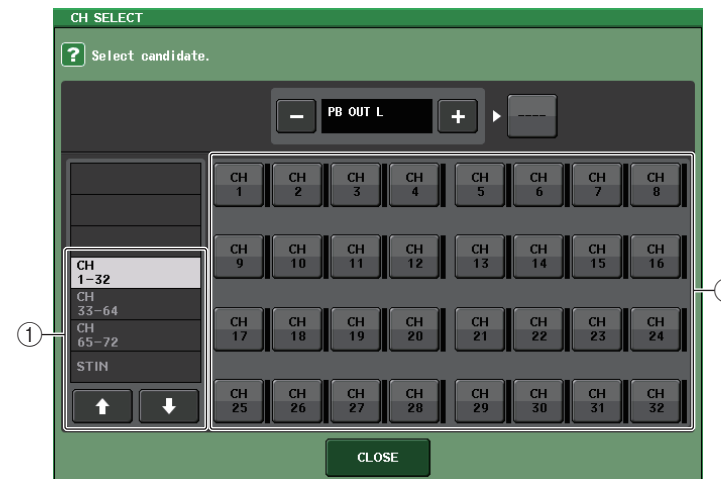 CH SELECT
? Select candidate.
− PB OUT L + ----
CH 1 CH 2 CH 3 CH 4 CH 5 CH 6 CH 7 CH 8
CH 9 CH 10 CH 11 CH 12 CH 13 CH 14 CH 15 CH 16
CH 17 CH 18 CH 19 CH 20 CH 21 CH 22 CH 23 CH 24
CH 25 CH 26 CH 27 CH 28 CH 29 CH 30 CH 31 CH 32
CH
1-32
CH
33-64
CH
65-72
STIN
1
CLOSE